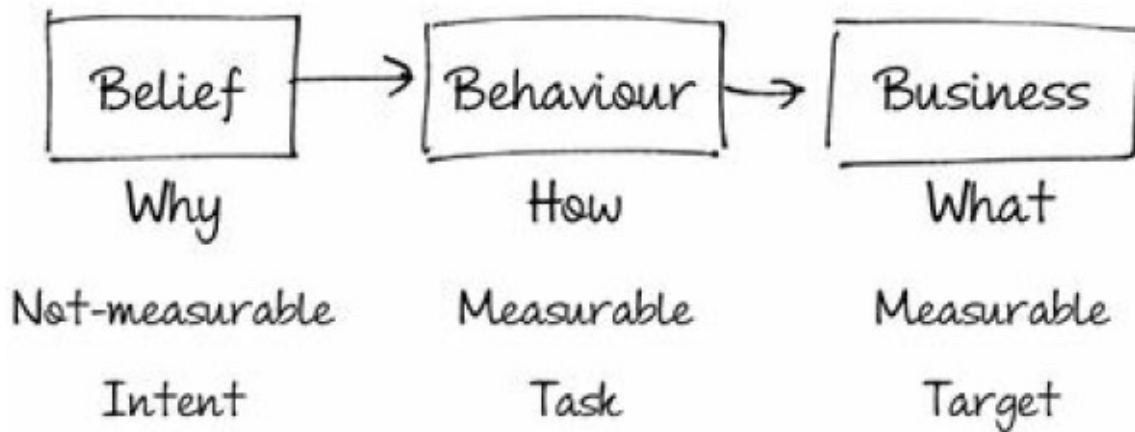 Belief Behaviour Business
Why How What
Not-measurable Measurable Measurable
Intent Task Target